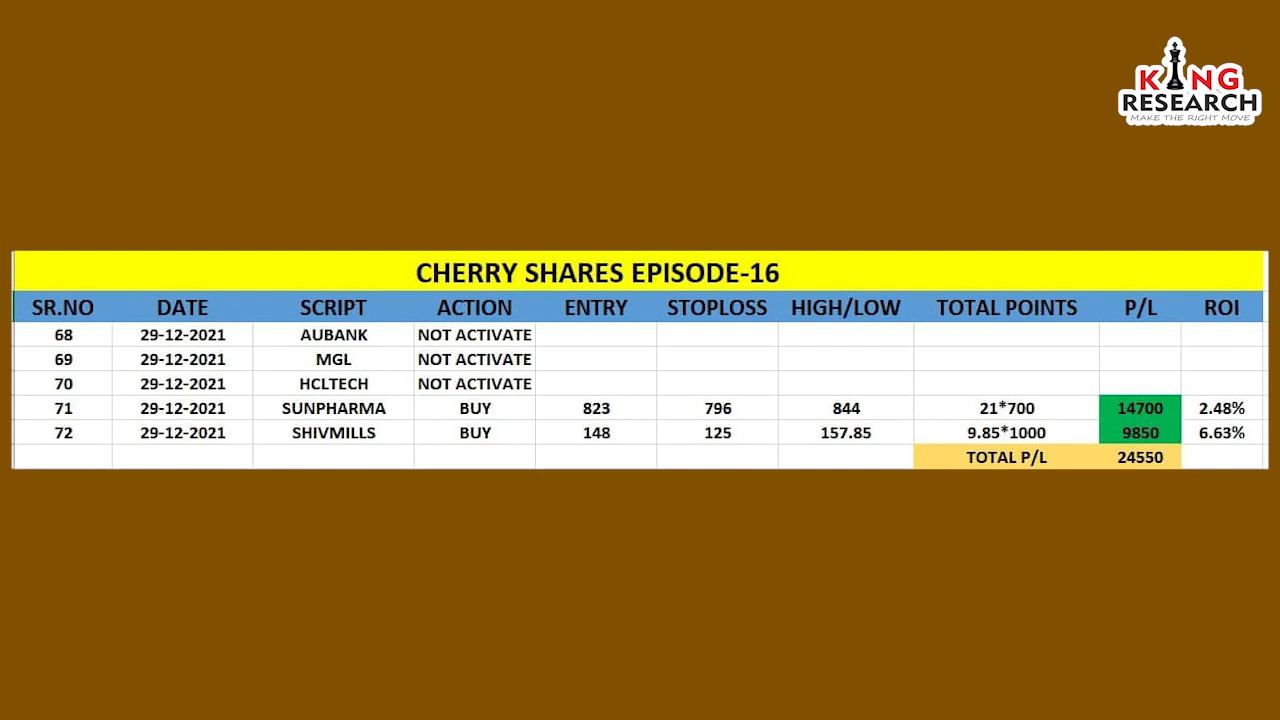 KING
RESEARCH
MAKE THE RIGHT MOVE
CHERRY SHARES EPISODE-16
SR.NO DATE SCRIPT ACTION ENTRY STOPLOSS HIGH/LOW TOTAL POINTS P/L ROI
68 29-12-2021 AUBANK NOT ACTIVATE
69 29-12-2021 MGL NOT ACTIVATE
70 29-12-2021 HCLTECH NOT ACTIVATE
71 29-12-2021 SUNPHARMA BUY 823 796 844 21*700 14700 2.48%
72 29-12-2021 SHIVMILLS BUY 148 125 157.85 9.85*1000 9850 6.63%
TOTAL P/L 24550